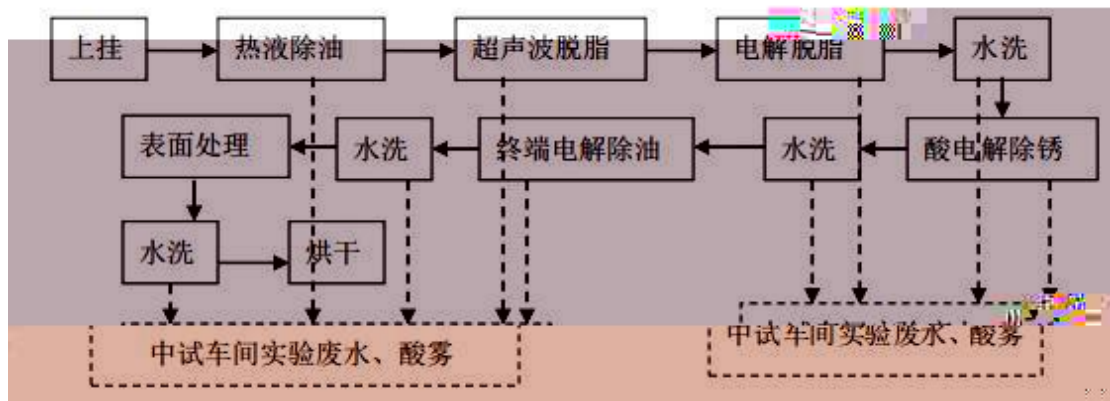 上挂 热液除油 超声波脱脂 电解脱脂 水洗
表面处理 水洗 终端电解除油 水洗 酸电解除锈
水洗 烘干
中试车间实验废水、酸雾 中试车间实验废水、酸雾